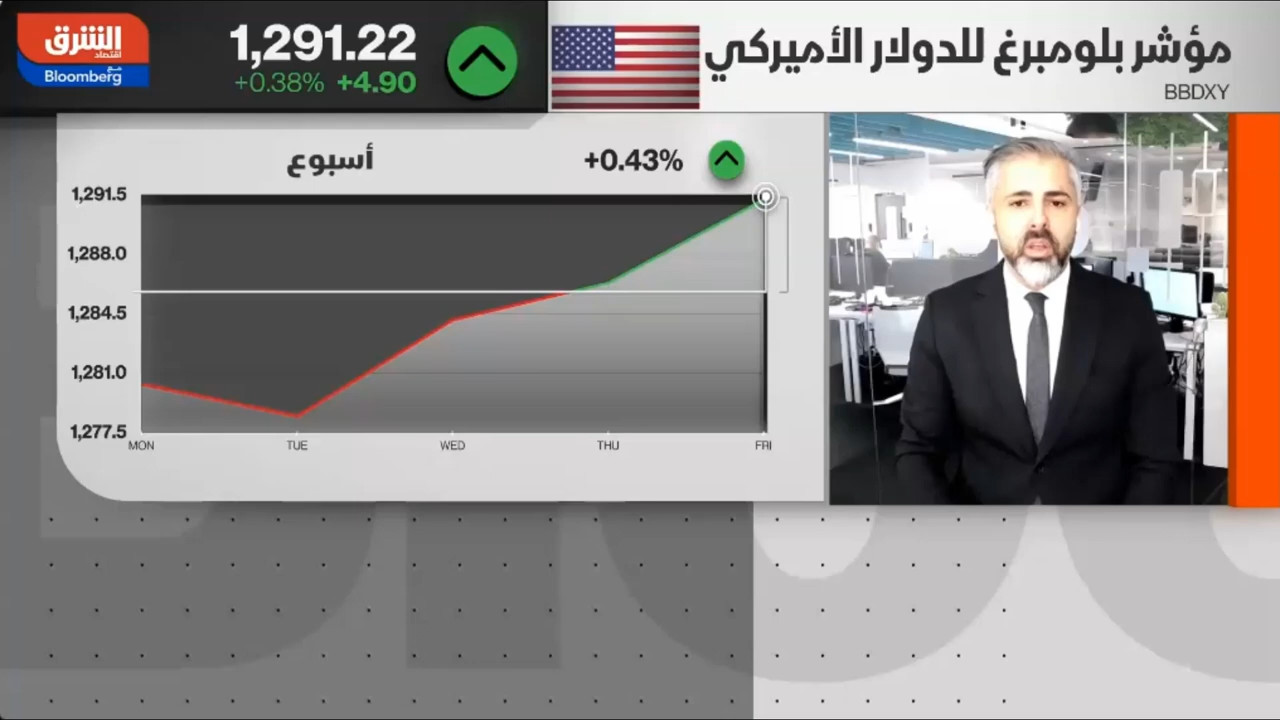 الشرق
اقتصاد
مع
Bloomberg
1,291.22
+0.38% +4.90
مؤشر بلومبرغ للدولار الأميركي
BBDXY
أسبوع
+0.43%
1,291.5
1,288.0
1,284.5
1,281.0
1,277.5
MON
TUE
WED
THU
FRI